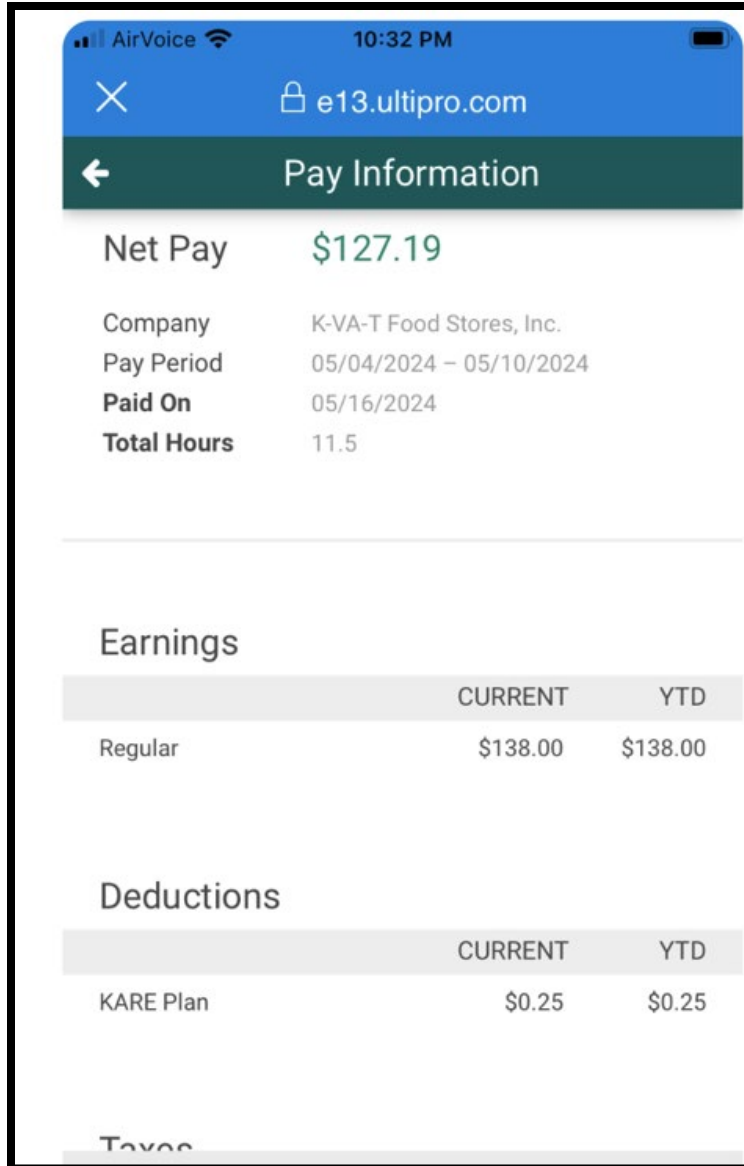 AirVoice 10:32 PM
e13.ultipro.com
Pay Information
Net Pay $127.19
Company K-VA-T Food Stores, Inc.
Pay Period 05/04/2024 – 05/10/2024
Paid On 05/16/2024
Total Hours 11.5
Earnings
CURRENT YTD
Regular $138.00 $138.00
Deductions
CURRENT YTD
KARE Plan $0.25 $0.25
Taxes